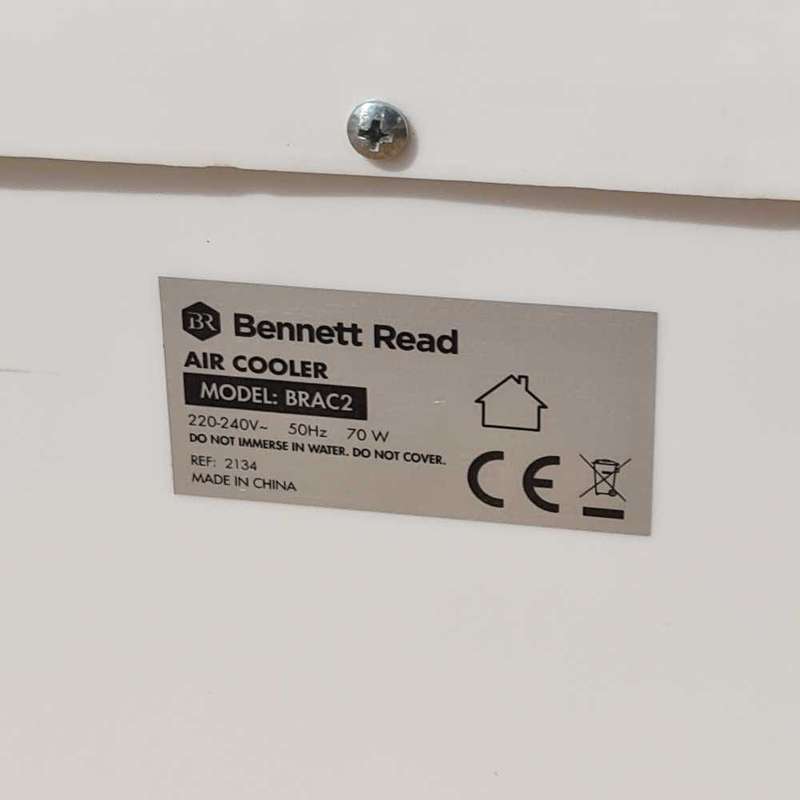 BR Bennett Read
AIR COOLER
MODEL: BRAC2
220-240V~ 50Hz 70 W
DO NOT IMMERSE IN WATER. DO NOT COVER.
REF: 2134
MADE IN CHINA
CE